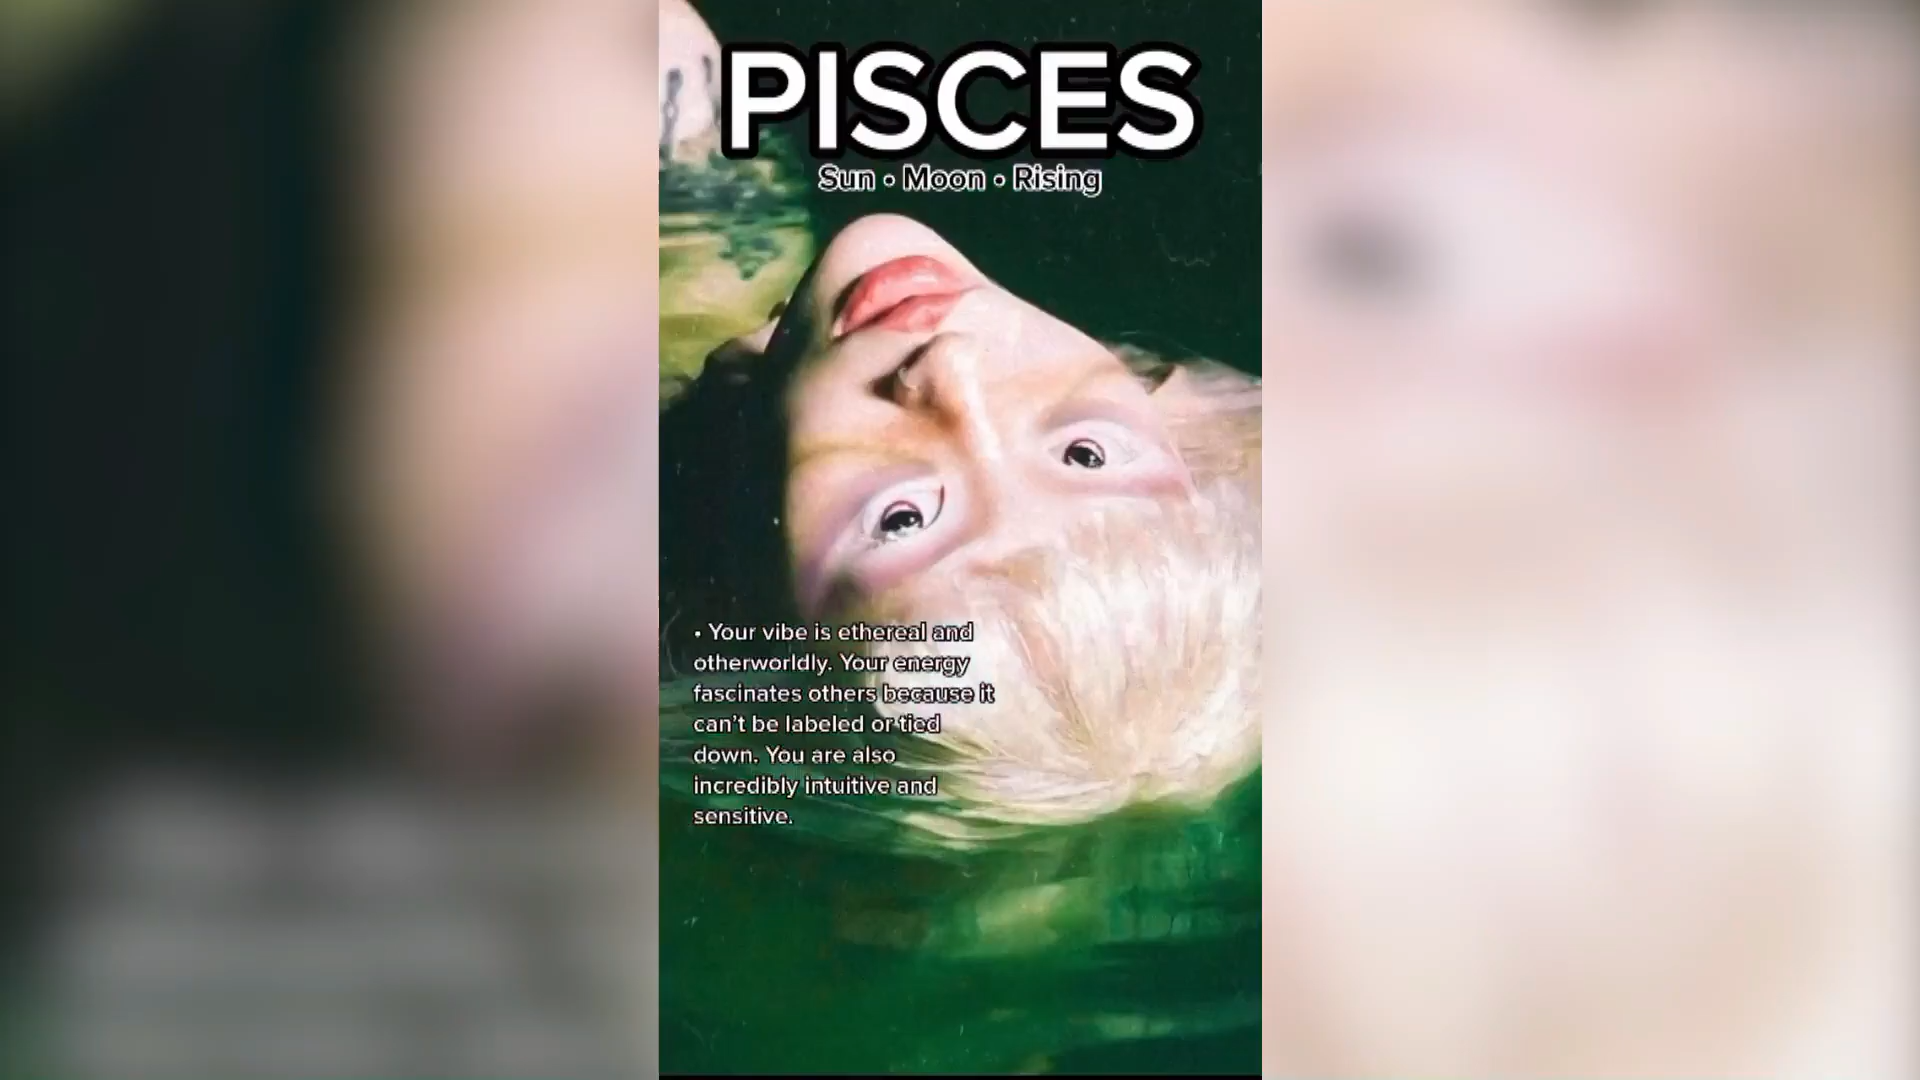 PISCES
Sun • Moon • Rising
• Your vibe is ethereal and
otherworldly. Your energy
fascinates others because it
can't be labeled or tied
down. You are also
incredibly intuitive and
sensitive.